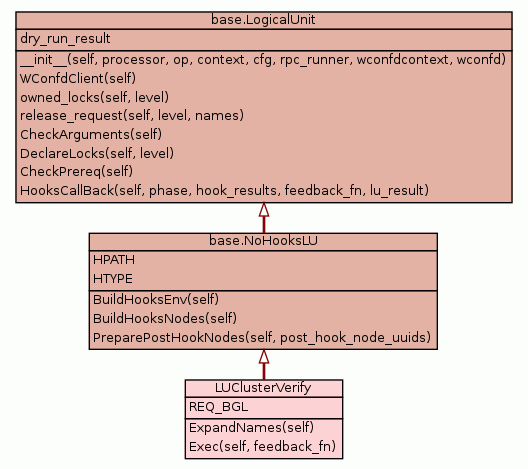 base.LogicalUnit
dry_run_result
__init__(self, processor, op, context, cfg, rpc_runner, wconfdcontext, wconfd)
WConfdClient(self)
owned_locks(self, level)
release_request(self, level, names)
CheckArguments(self)
DeclareLocks(self, level)
CheckPrereq(self)
HooksCallBack(self, phase, hook_results, feedback_fn, lu_result)
base.NoHooksLU
HPATH
HTYPE
BuildHooksEnv(self)
BuildHooksNodes(self)
PreparePostHookNodes(self, post_hook_node_uuids)
LUClusterVerify
REQ_BGL
ExpandNames(self)
Exec(self, feedback_fn)